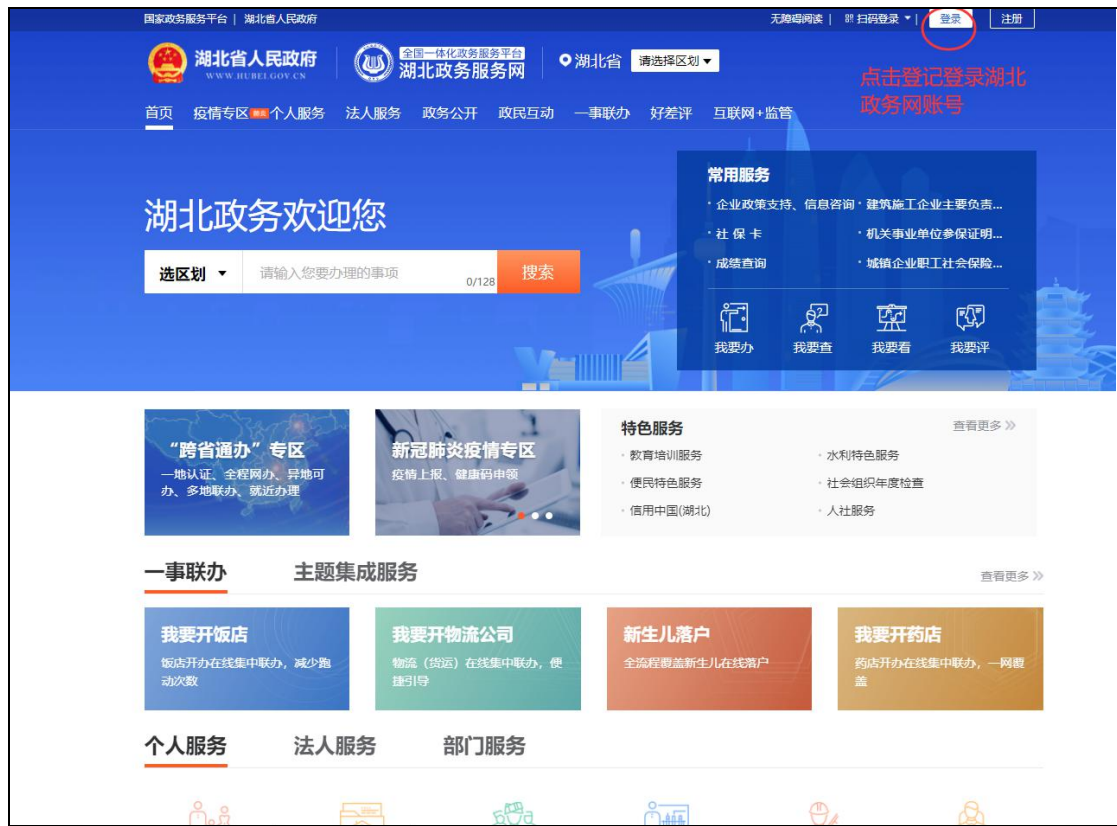 国家政务服务平台 | 湖北省人民政府
无障碍阅读 | 扫码登录 ▼ | 登录 注册
湖北省人民政府
WWW.HUBEI.GOV.CN
全国一体化政务服务平台
湖北政务服务网
湖北省 请选择区划▼
点击登记登录湖北
政务网账号
首页 疫情专区 个人服务 法人服务 政务公开 政民互动 一事联办 好差评 互联网+监管
湖北政务欢迎您
选区划 ▼ 请输入您要办理的事项 0/128 搜索
常用服务
· 企业政策支持、信息咨询 · 建筑施工企业主要负责...
· 社 保 卡 · 机关事业单位参保证明...
· 成绩查询 · 城镇企业职工社会保险...
我要办 我要查 我要看 我要评
“跨省通办”专区
一地认证、全程网办、异地可
办、多地联办、就近办理
新冠肺炎疫情专区
疫情上报、健康码申领
特色服务 查看更多 》
· 教育培训服务 · 水利特色服务
· 便民特色服务 · 社会组织年度检查
· 信用中国(湖北) · 人社服务
一事联办 主题集成服务 查看更多 》
我要开饭店
饭店开办在线集中联办，减少跑
动次数
我要开物流公司
物流（货运）在线集中联办，便
捷引导
新生儿落户
全流程覆盖新生儿在线落户
我要开药店
药店开办在线集中联办，一网覆
盖
个人服务 法人服务 部门服务